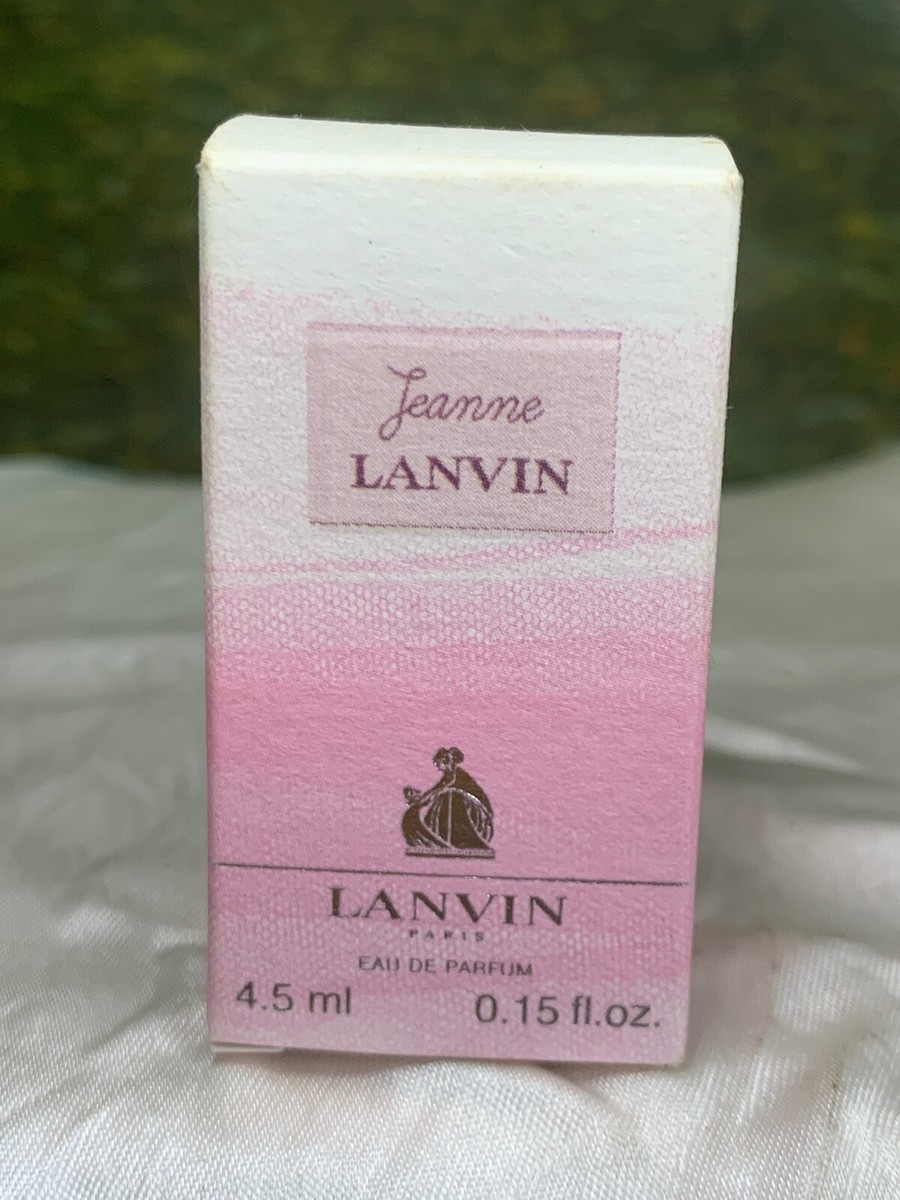 Jeanne
LANVIN
LANVIN
PARIS
EAU DE PARFUM
4.5 ml 0.15 fl.oz.